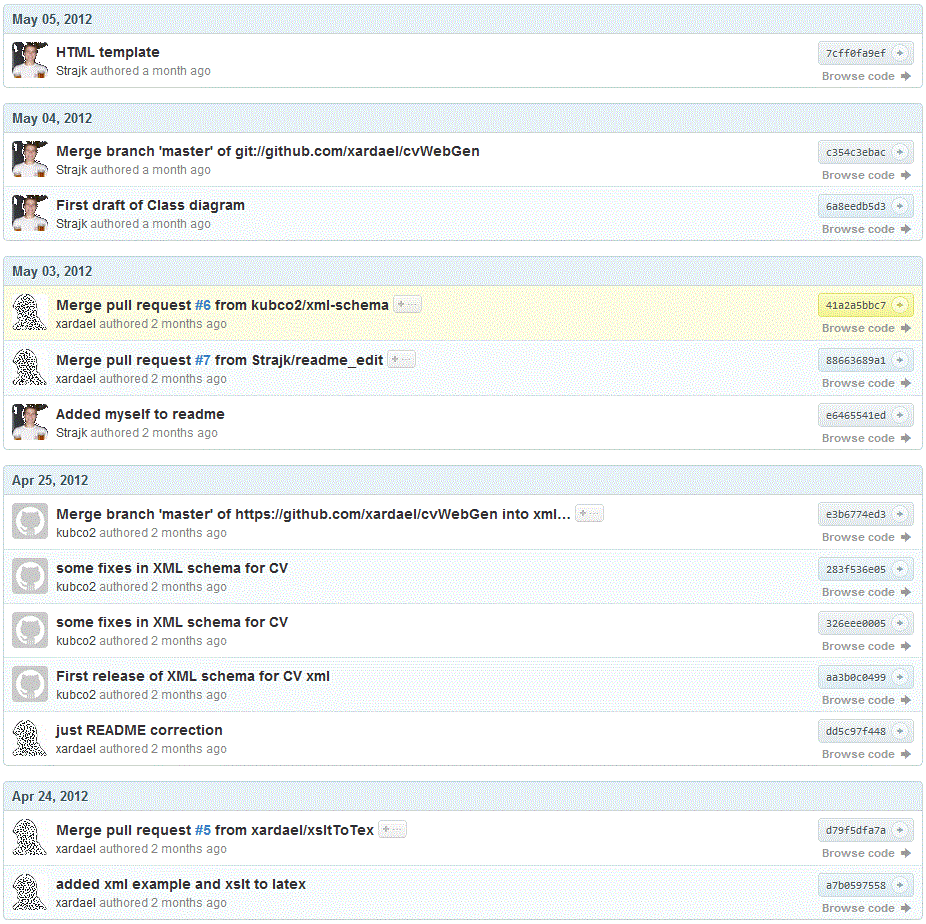 May 05, 2012
HTML template
7cff0fa9ef +
Strajk authored a month ago
Browse code →
May 04, 2012
Merge branch 'master' of git://github.com/xardael/cvWebGen
c354c3ebac +
Strajk authored a month ago
Browse code →
First draft of Class diagram
6a8eedb5d3 +
Strajk authored a month ago
Browse code →
May 03, 2012
Merge pull request #6 from kubco2/xml-schema + ...
41a2a5bbc7 +
xardael authored 2 months ago
Browse code →
Merge pull request #7 from Strajk/readme_edit + ...
88663689a1 +
xardael authored 2 months ago
Browse code →
Added myself to readme
e6465541ed +
Strajk authored 2 months ago
Browse code →
Apr 25, 2012
Merge branch 'master' of https://github.com/xardael/cvWebGen into xml... + ...
e3b6774ed3 +
kubco2 authored 2 months ago
Browse code →
some fixes in XML schema for CV
283f536e05 +
kubco2 authored 2 months ago
Browse code →
some fixes in XML schema for CV
326eee0005 +
kubco2 authored 2 months ago
Browse code →
First release of XML schema for CV xml
aa3b0c0499 +
kubco2 authored 2 months ago
Browse code →
just README correction
dd5c97f448 +
xardael authored 2 months ago
Browse code →
Apr 24, 2012
Merge pull request #5 from xardael/xsltToTex + ...
d79f5dfa7a +
xardael authored 2 months ago
Browse code →
added xml example and xslt to latex
a7b0597558 +
xardael authored 2 months ago
Browse code →